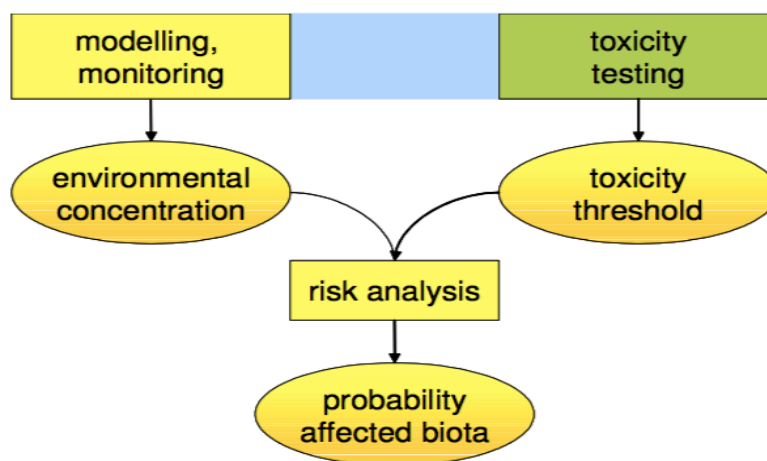 modelling,
monitoring
toxicity
testing
environmental
concentration
toxicity
threshold
risk analysis
probability
affected biota